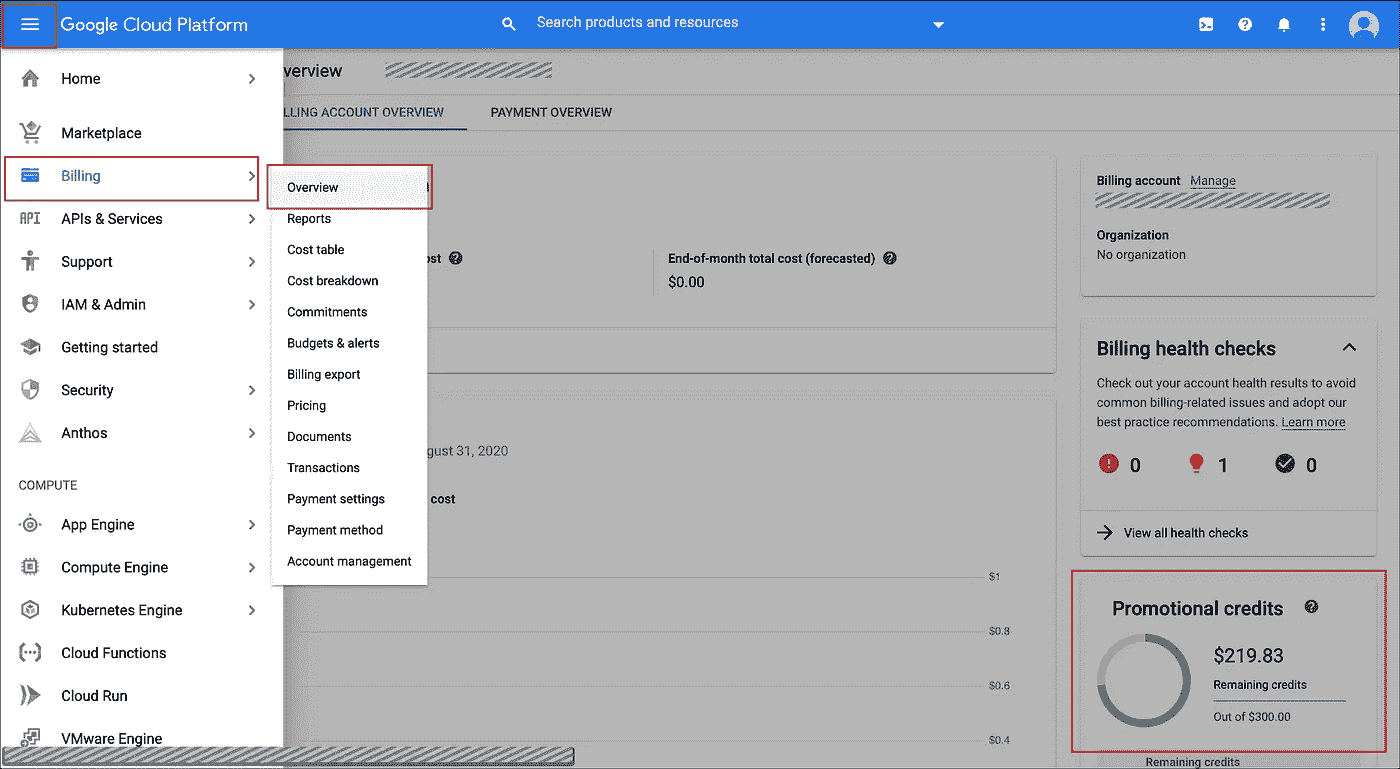 Google Cloud Platform
Search products and resources
Home
Marketplace
Billing
API APIs & Services
Support
IAM & Admin
Getting started
Security
Anthos
COMPUTE
App Engine
Compute Engine
Kubernetes Engine
Cloud Functions
Cloud Run
VMware Engine
Overview
Reports
Cost table
Cost breakdown
Commitments
Budgets & alerts
Billing export
Pricing
Documents
Transactions
Payment settings
Payment method
Account management
verview
LLING ACCOUNT OVERVIEW
PAYMENT OVERVIEW
ost
End-of-month total cost (forecasted)
$0.00
gust 31, 2020
cost
$1
$0.8
$0.6
$0.4
Billing account Manage
Organization
No organization
Billing health checks
Check out your account health results to avoid
common billing-related issues and adopt our
best practice recommendations. Learn more
0 1 0
View all health checks
Promotional credits
$219.83
Remaining credits
Out of $300.00
Remaining credits